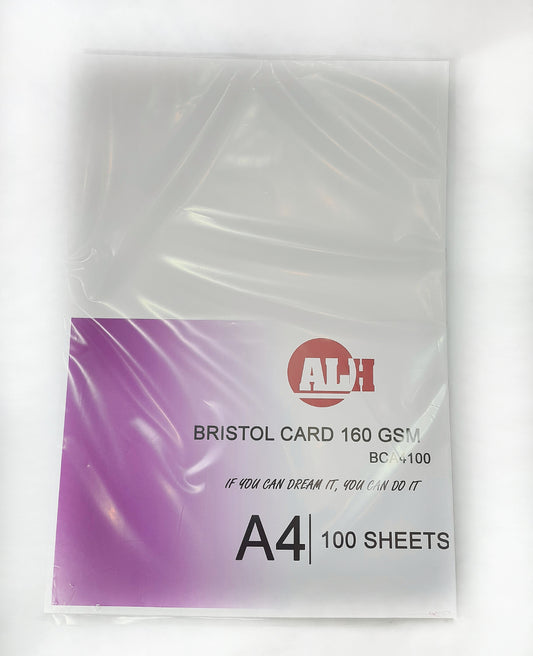 ALH
BRISTOL CARD 160 GSM
BCA4100
IF YOU CAN DREAM IT, YOU CAN DO IT
A4 | 100 SHEETS